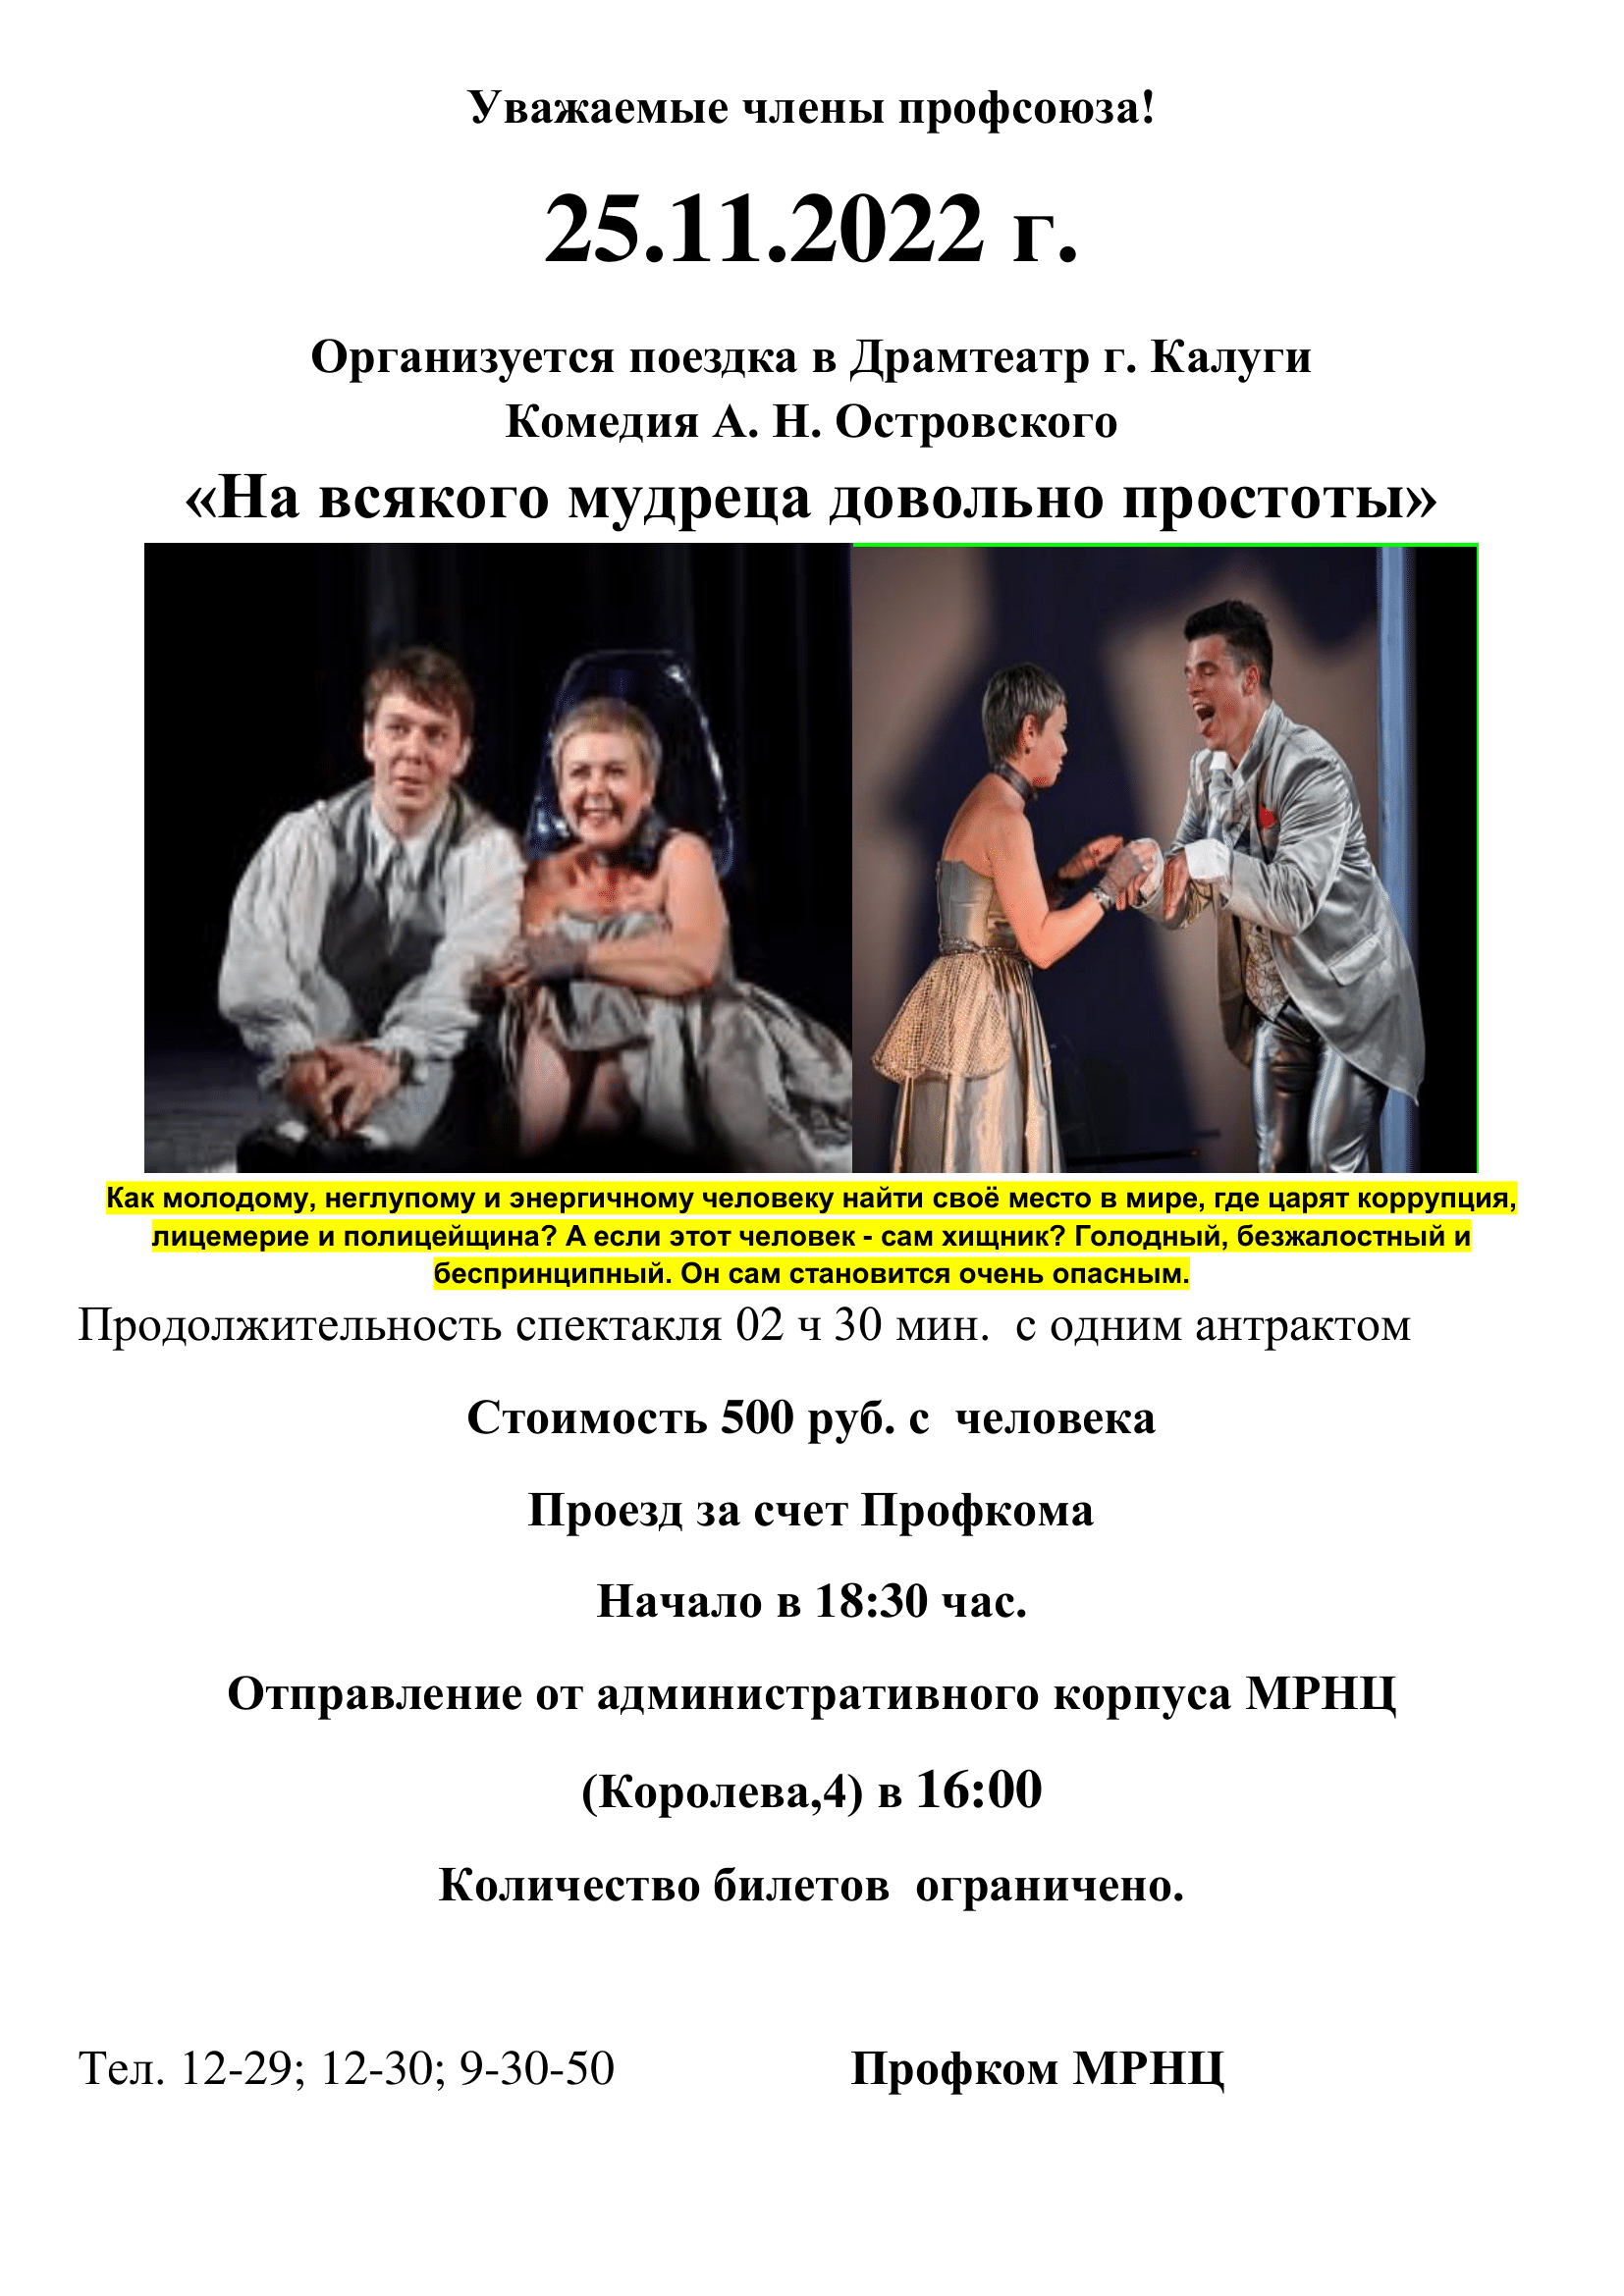 Уважаемые члены профсоюза!
25.11.2022 г.
Организуется поездка в Драмтеатр г. Калуги
Комедия А. Н. Островского
«На всякого мудреца довольно простоты»
Как молодому, неглупому и энергичному человеку найти своё место в мире, где царят коррупция,
лицемерие и полицейщина? А если этот человек - сам хищник? Голодный, безжалостный и
беспринципный. Он сам становится очень опасным.
Продолжительность спектакля 02 ч 30 мин.  с одним антрактом
Стоимость 500 руб. с  человека
Проезд за счет Профкома
Начало в 18:30 час.
Отправление от административного корпуса МРНЦ
(Королева,4) в 16:00
Количество билетов  ограничено.
Тел. 12-29; 12-30; 9-30-50 Профком МРНЦ